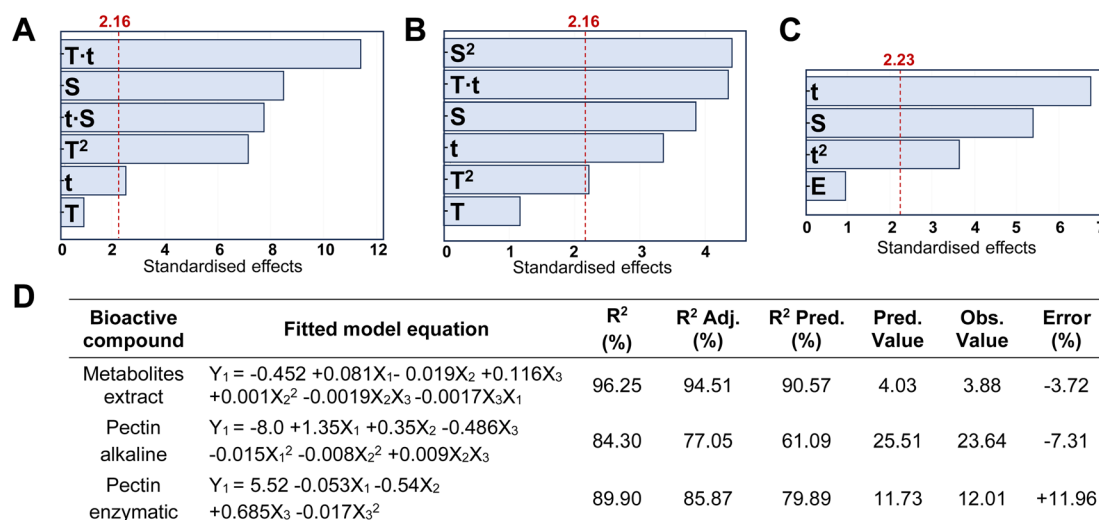 A
2.16
T·t
S
t·S
T²
t
T
0 2 4 6 8 10 12
Standardised effects
B
2.16
S²
T·t
S
t
T²
T
0 1 2 3 4
Standardised effects
C
2.23
t
S
t²
E
0 1 2 3 4 5 6 7
Standardised effects
D
Bioactive compound Fitted model equation R² (%) R² Adj. (%) R² Pred. (%) Pred. Value Obs. Value Error (%)
Metabolites Y₁ = -0.452 +0.081X₁- 0.019X₂ +0.116X₃ 96.25 94.51 90.57 4.03 3.88 -3.72
extract +0.001X₂² -0.0019X₂X₃ -0.0017X₃X₁
Pectin Y₁ = -8.0 +1.35X₁ +0.35X₂ -0.486X₃ 84.30 77.05 61.09 25.51 23.64 -7.31
alkaline -0.015X₁² -0.008X₂² +0.009X₂X₃
Pectin Y₁ = 5.52 -0.053X₁ -0.54X₂ 89.90 85.87 79.89 11.73 12.01 +11.96
enzymatic +0.685X₃ -0.017X₃²